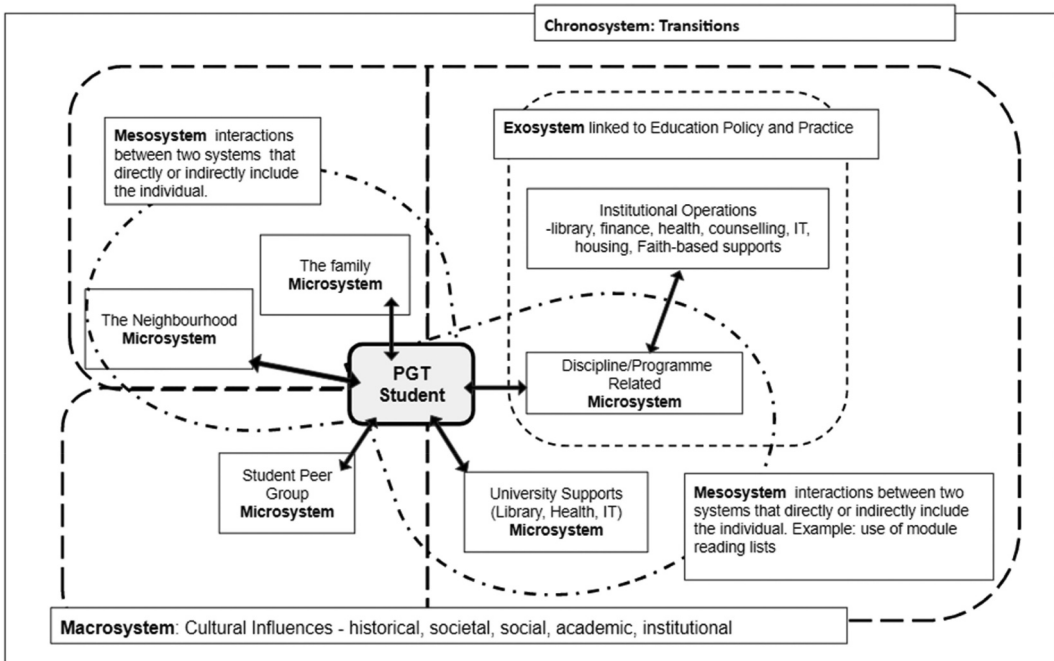 Chronosystem: Transitions
Mesosystem interactions
between two systems that
directly or indirectly include
the individual.
Exosystem linked to Education Policy and Practice
Institutional Operations
-library, finance, health, counselling, IT,
housing, Faith-based supports
The family
Microsystem
The Neighbourhood
Microsystem
PGT
Student
Discipline/Programme
Related
Microsystem
Student Peer
Group
Microsystem
University Supports
(Library, Health, IT)
Microsystem
Mesosystem interactions between two
systems that directly or indirectly include
the individual. Example: use of module
reading lists
Macrosystem: Cultural Influences - historical, societal, social, academic, institutional